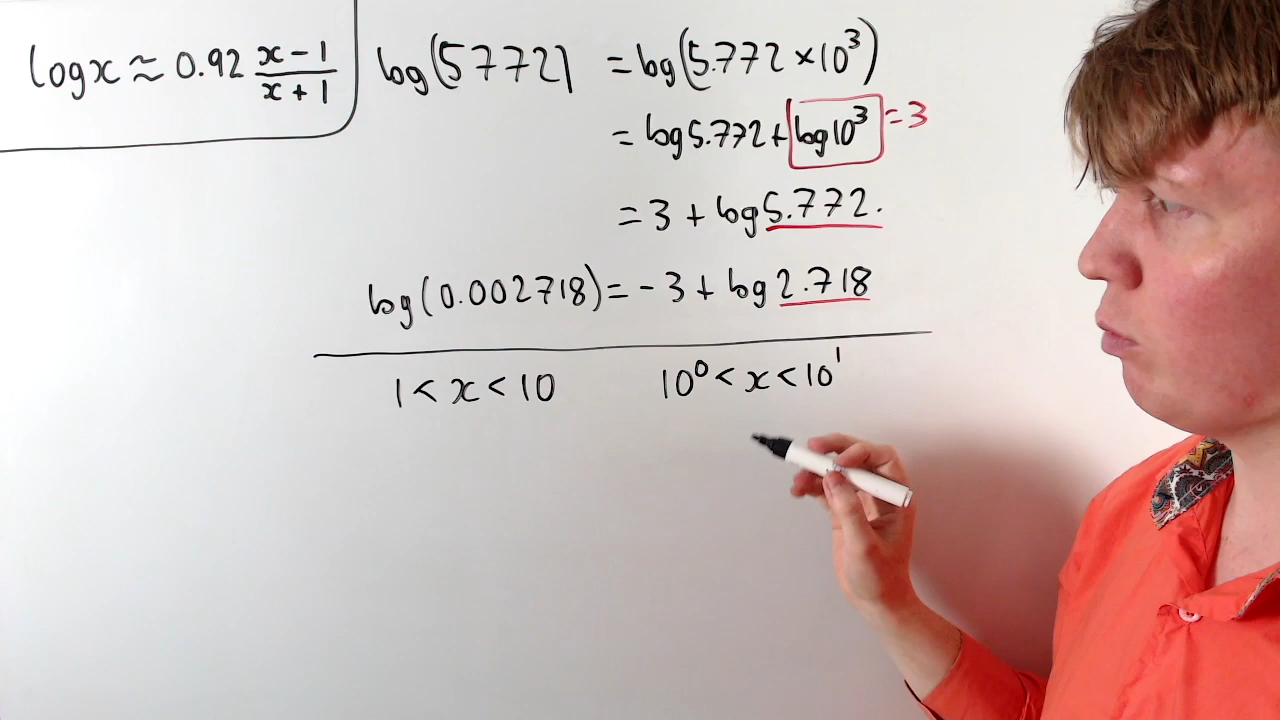 log x ≈ 0.92 (x − 1)/(x + 1)
log(5772) = log(5.772 × 10³)
= log 5.772 + log 10³ = 3
= 3 + log 5.772.
log(0.002718) = − 3 + log 2.718
1 < x < 10 10⁰ < x < 10¹